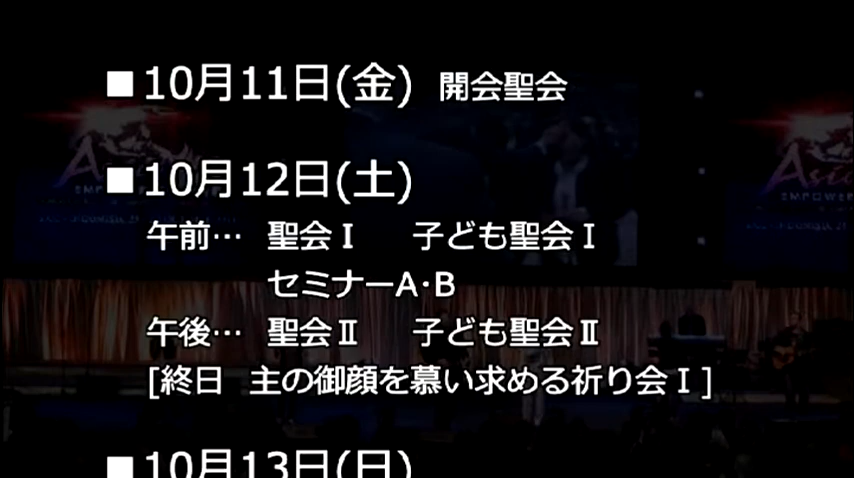 ■10月11日(金) 開会聖会
■10月12日(土)
午前… 聖会Ⅰ 子ども聖会Ⅰ
セミナーA･B
午後… 聖会Ⅱ 子ども聖会Ⅱ
[終日 主の御顔を慕い求める祈り会Ⅰ]
■10月13日(日)